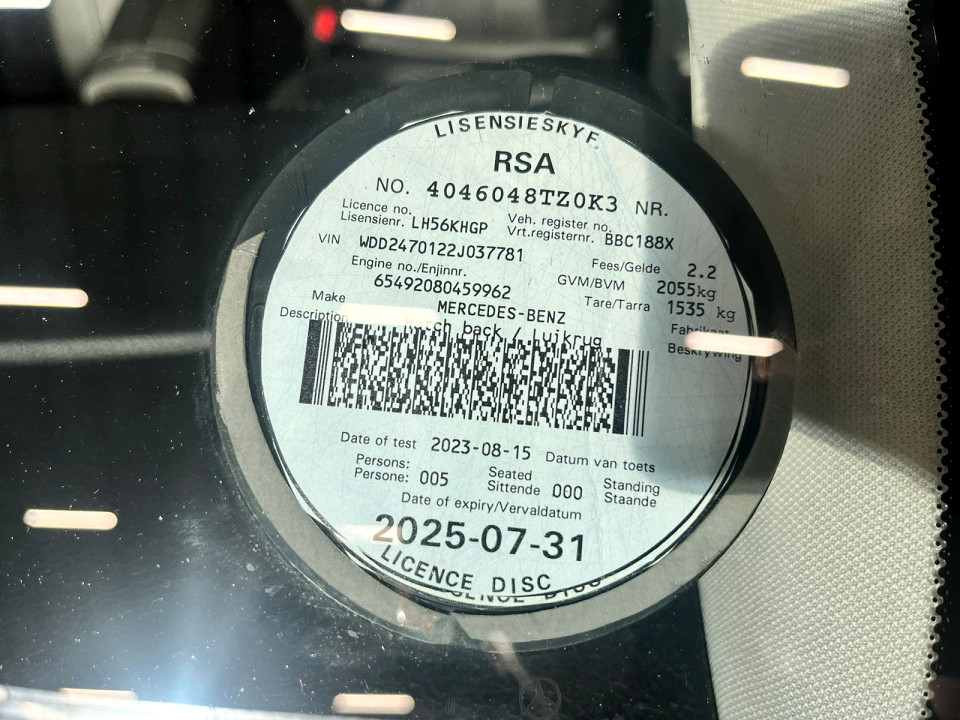 LISENSIESKYF
RSA
NO. 4046048TZ0K3 NR.
Licence no. Veh. register no.
Lisensienr. LH56KHGP Vrt.registernr. BBC188X
VIN WDD2470122J037781 Fees/Gelde 2.2
Engine no./Enjinnr. GVM/BVM 2055kg
65492080459962 Tare/Tarra 1535 kg
Make MERCEDES-BENZ Fabrikaat
Description back / Luikrug Beskrywing
Date of test 2023-08-15 Datum van toets
Persons: Seated Standing
Persone: 005 Sittende 000 Staande
Date of expiry/Vervaldatum
2025-07-31
LICENCE DISC